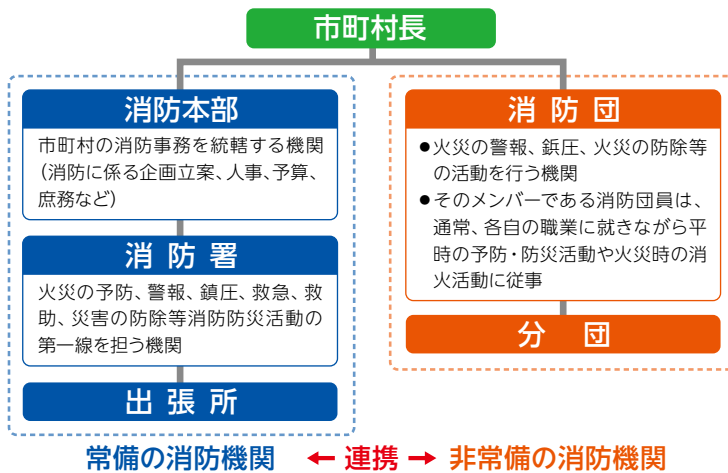 市町村長
消防本部
市町村の消防事務を統轄する機関
(消防に係る企画立案、人事、予算、
庶務など)
消防署
火災の予防、警報、鎮圧、救急、救
助、災害の防除等消防防災活動の
第一線を担う機関
出張所
常備の消防機関
消防団
●火災の警報、鋲圧、火災の防除等
の活動を行う機関
●そのメンバーである消防団員は、
通常、各自の職業に就きながら平
時の予防・防災活動や火災時の消
火活動に従事
分団
← 連携 →
非常備の消防機関